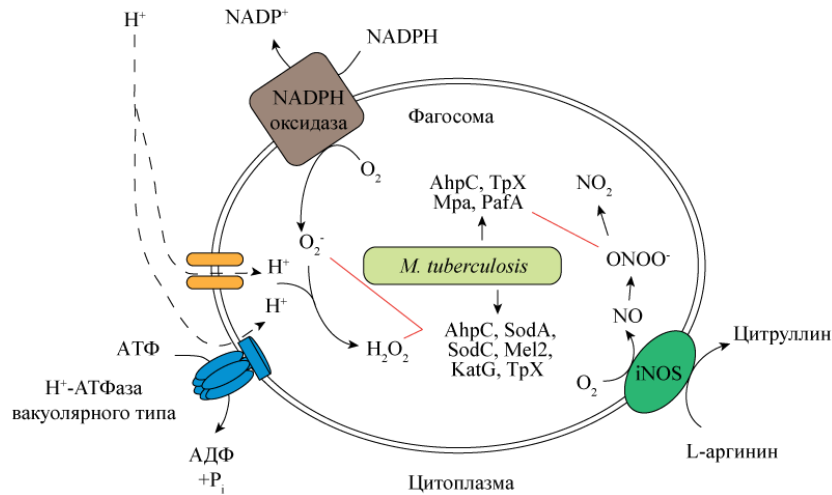 H⁺
NADP⁺
NADPH
NADPH
оксидаза
Фагосома
O₂
AhpC, TpX
Mpa, PafA
NO₂
O₂⁻
M. tuberculosis
ONOO⁻
H⁺
H⁺
NO
АТФ
H₂O₂
AhpC, SodA,
SodC, Mel2,
KatG, TpX
Цитруллин
O₂
iNOS
H⁺-АТФаза
вакуолярного типа
L-аргинин
АДФ
+Pᵢ
Цитоплазма